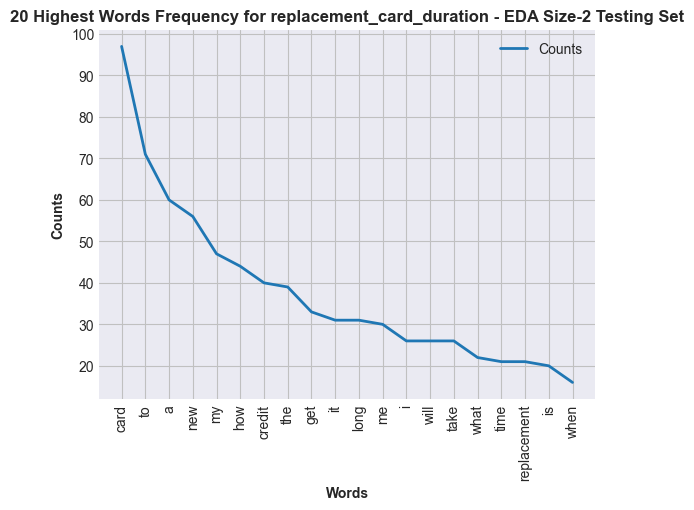 20 Highest Words Frequency for replacement_card_duration - EDA Size-2 Testing Set
Counts
100
90
80
70
60
50
40
30
20
Counts
card
to
a
new
my
how
credit
the
get
it
long
me
i
will
take
what
time
replacement
is
when
Words